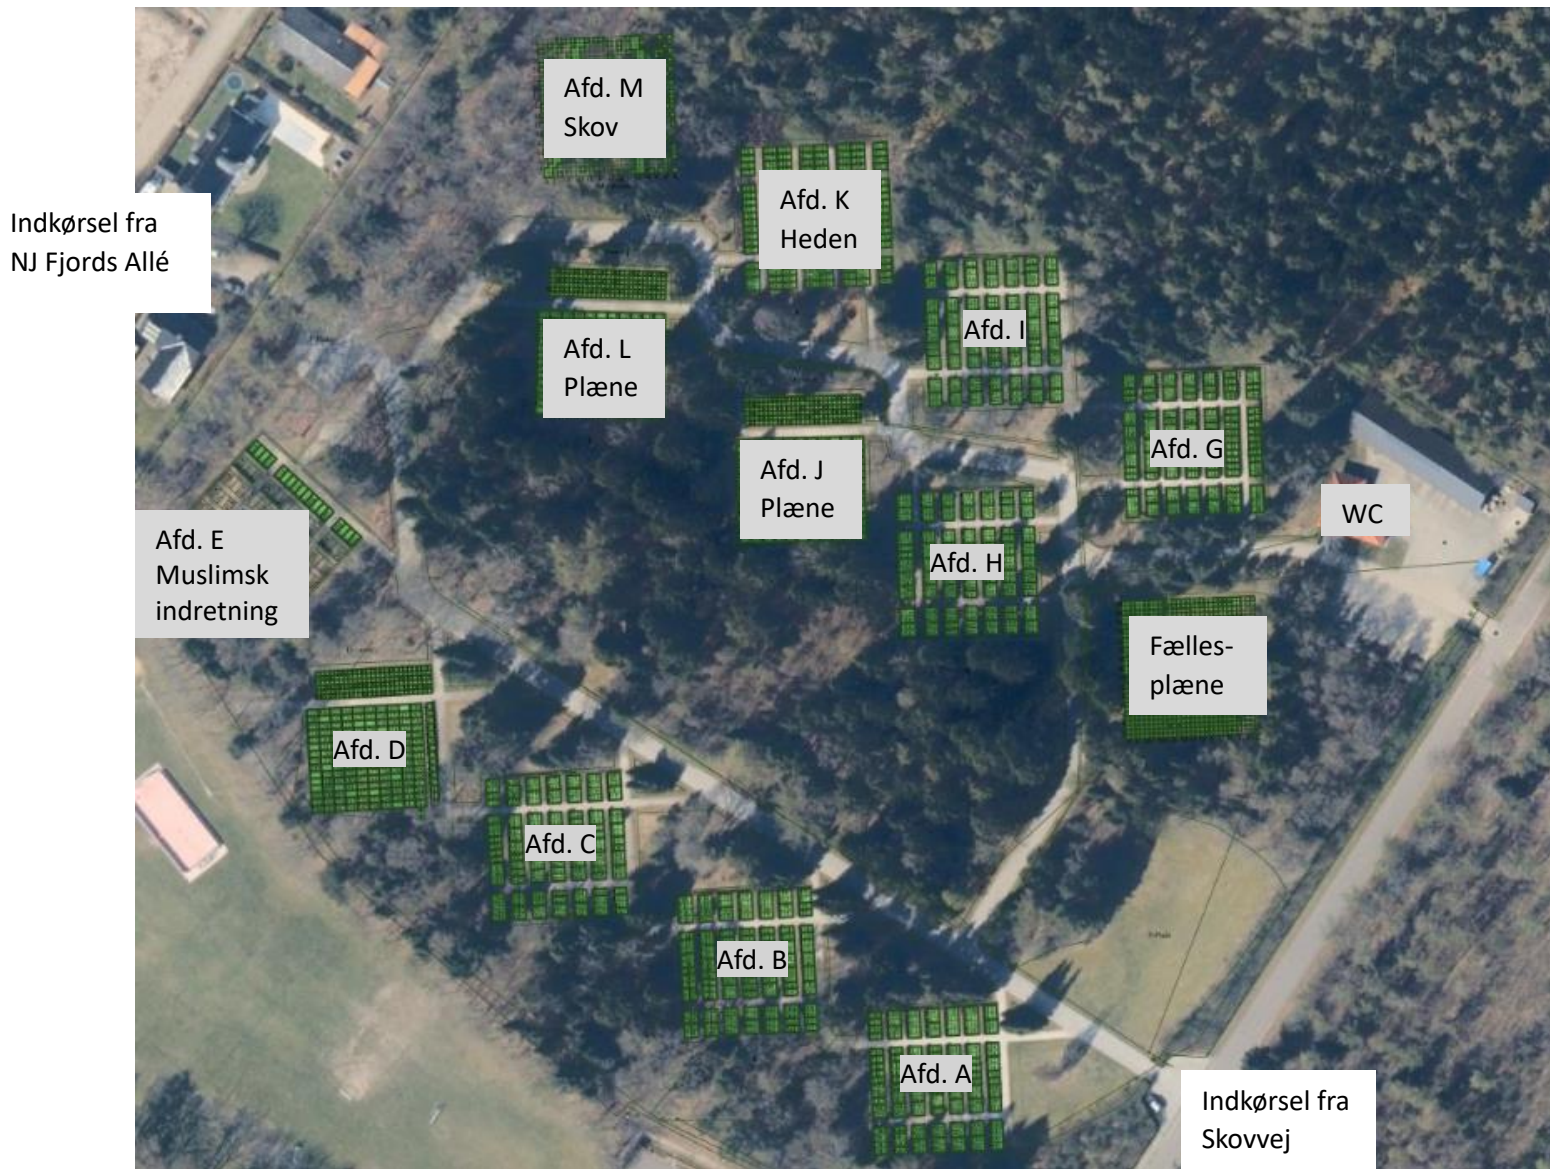 Afd. M
Skov
Afd. K
Heden
Indkørsel fra
NJ Fjords Allé
Afd. I
Afd. L
Plæne
Afd. G
Afd. J
Plæne
WC
Afd. E
Muslimsk
indretning
Afd. H
Fælles-
plæne
Afd. D
Afd. C
Afd. B
Afd. A
Indkørsel fra
Skovvej